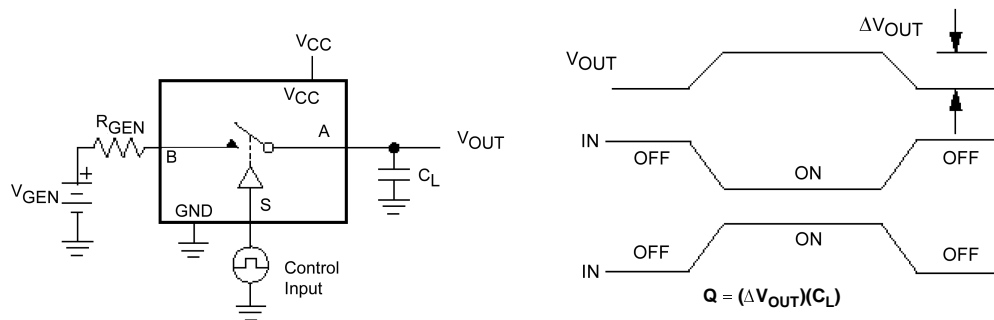 V_CC
V_CC
R_GEN
B
A
V_OUT
C_L
V_GEN
+
GND
S
Control
Input
ΔV_OUT
V_OUT
IN
OFF
ON
OFF
IN
OFF
ON
OFF
Q = (ΔV_OUT)(C_L)